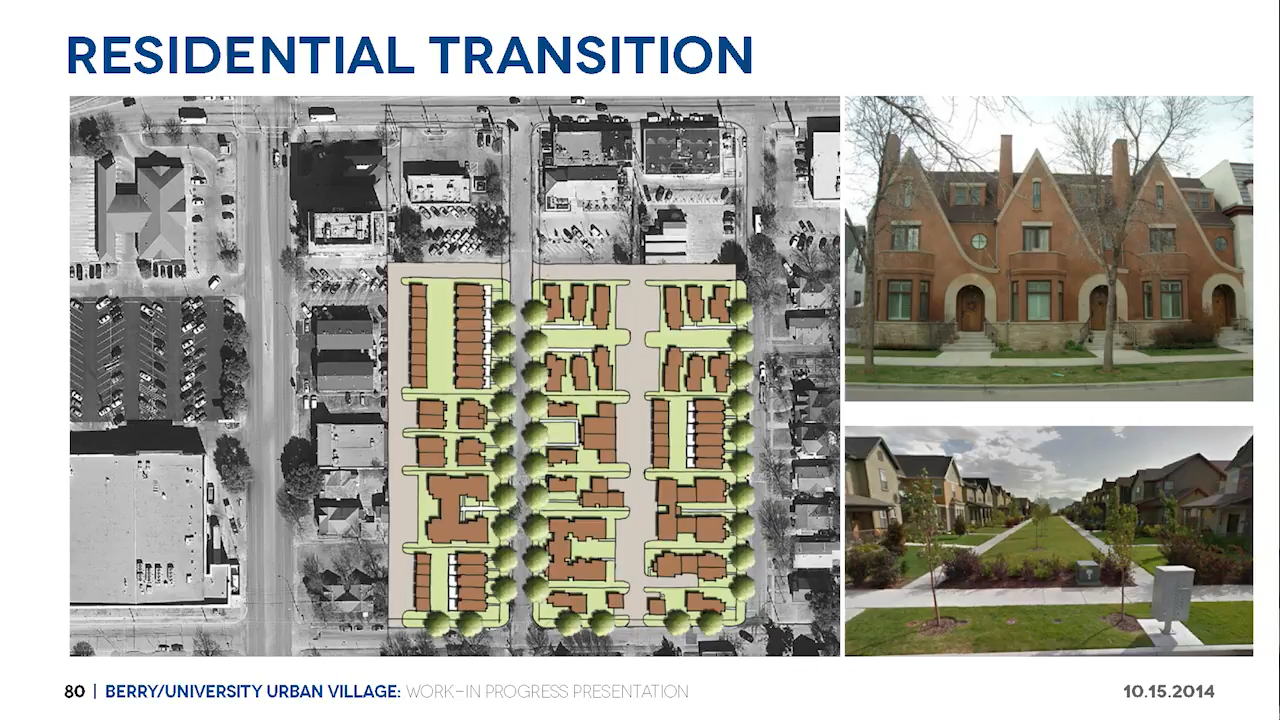 RESIDENTIAL TRANSITION
80 | BERRY/UNIVERSITY URBAN VILLAGE: WORK-IN PROGRESS PRESENTATION
10.15.2014